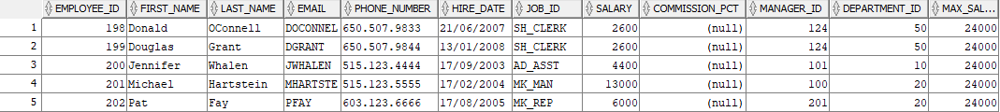 EMPLOYEE_ID FIRST_NAME LAST_NAME EMAIL PHONE_NUMBER HIRE_DATE JOB_ID SALARY COMMISSION_PCT MANAGER_ID DEPARTMENT_ID MAX_SAL...
1 198 Donald OConnell DOCONNEL 650.507.9833 21/06/2007 SH_CLERK 2600 (null) 124 50 24000
2 199 Douglas Grant DGRANT 650.507.9844 13/01/2008 SH_CLERK 2600 (null) 124 50 24000
3 200 Jennifer Whalen JWHALEN 515.123.4444 17/09/2003 AD_ASST 4400 (null) 101 10 24000
4 201 Michael Hartstein MHARTSTE 515.123.5555 17/02/2004 MK_MAN 13000 (null) 100 20 24000
5 202 Pat Fay PFAY 603.123.6666 17/08/2005 MK_REP 6000 (null) 201 20 24000